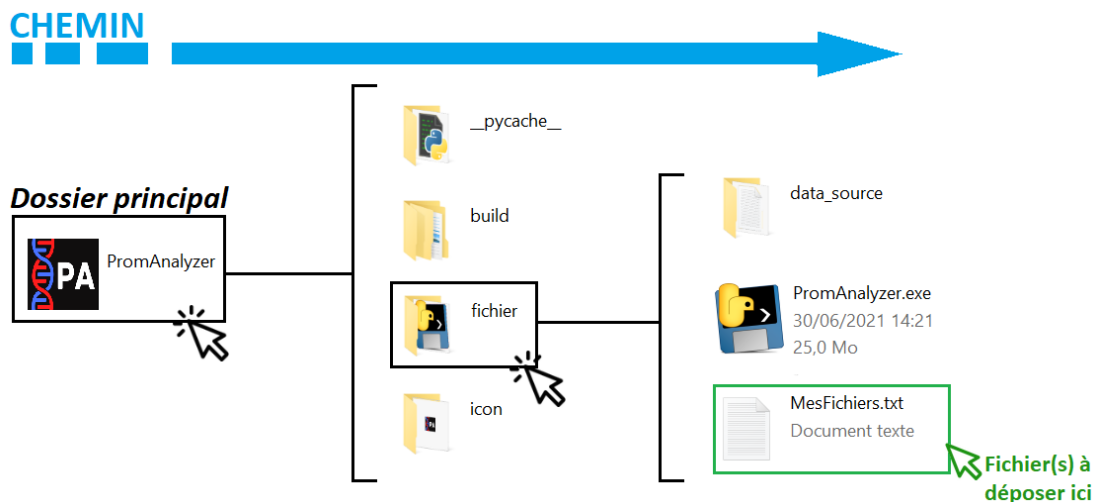 CHEMIN
__pycache__
Dossier principal
data_source
build
PA
PromAnalyzer
PromAnalyzer.exe
fichier
30/06/2021 14:21
25,0 Mo
MesFichiers.txt
icon
Document texte
Fichier(s) à
déposer ici